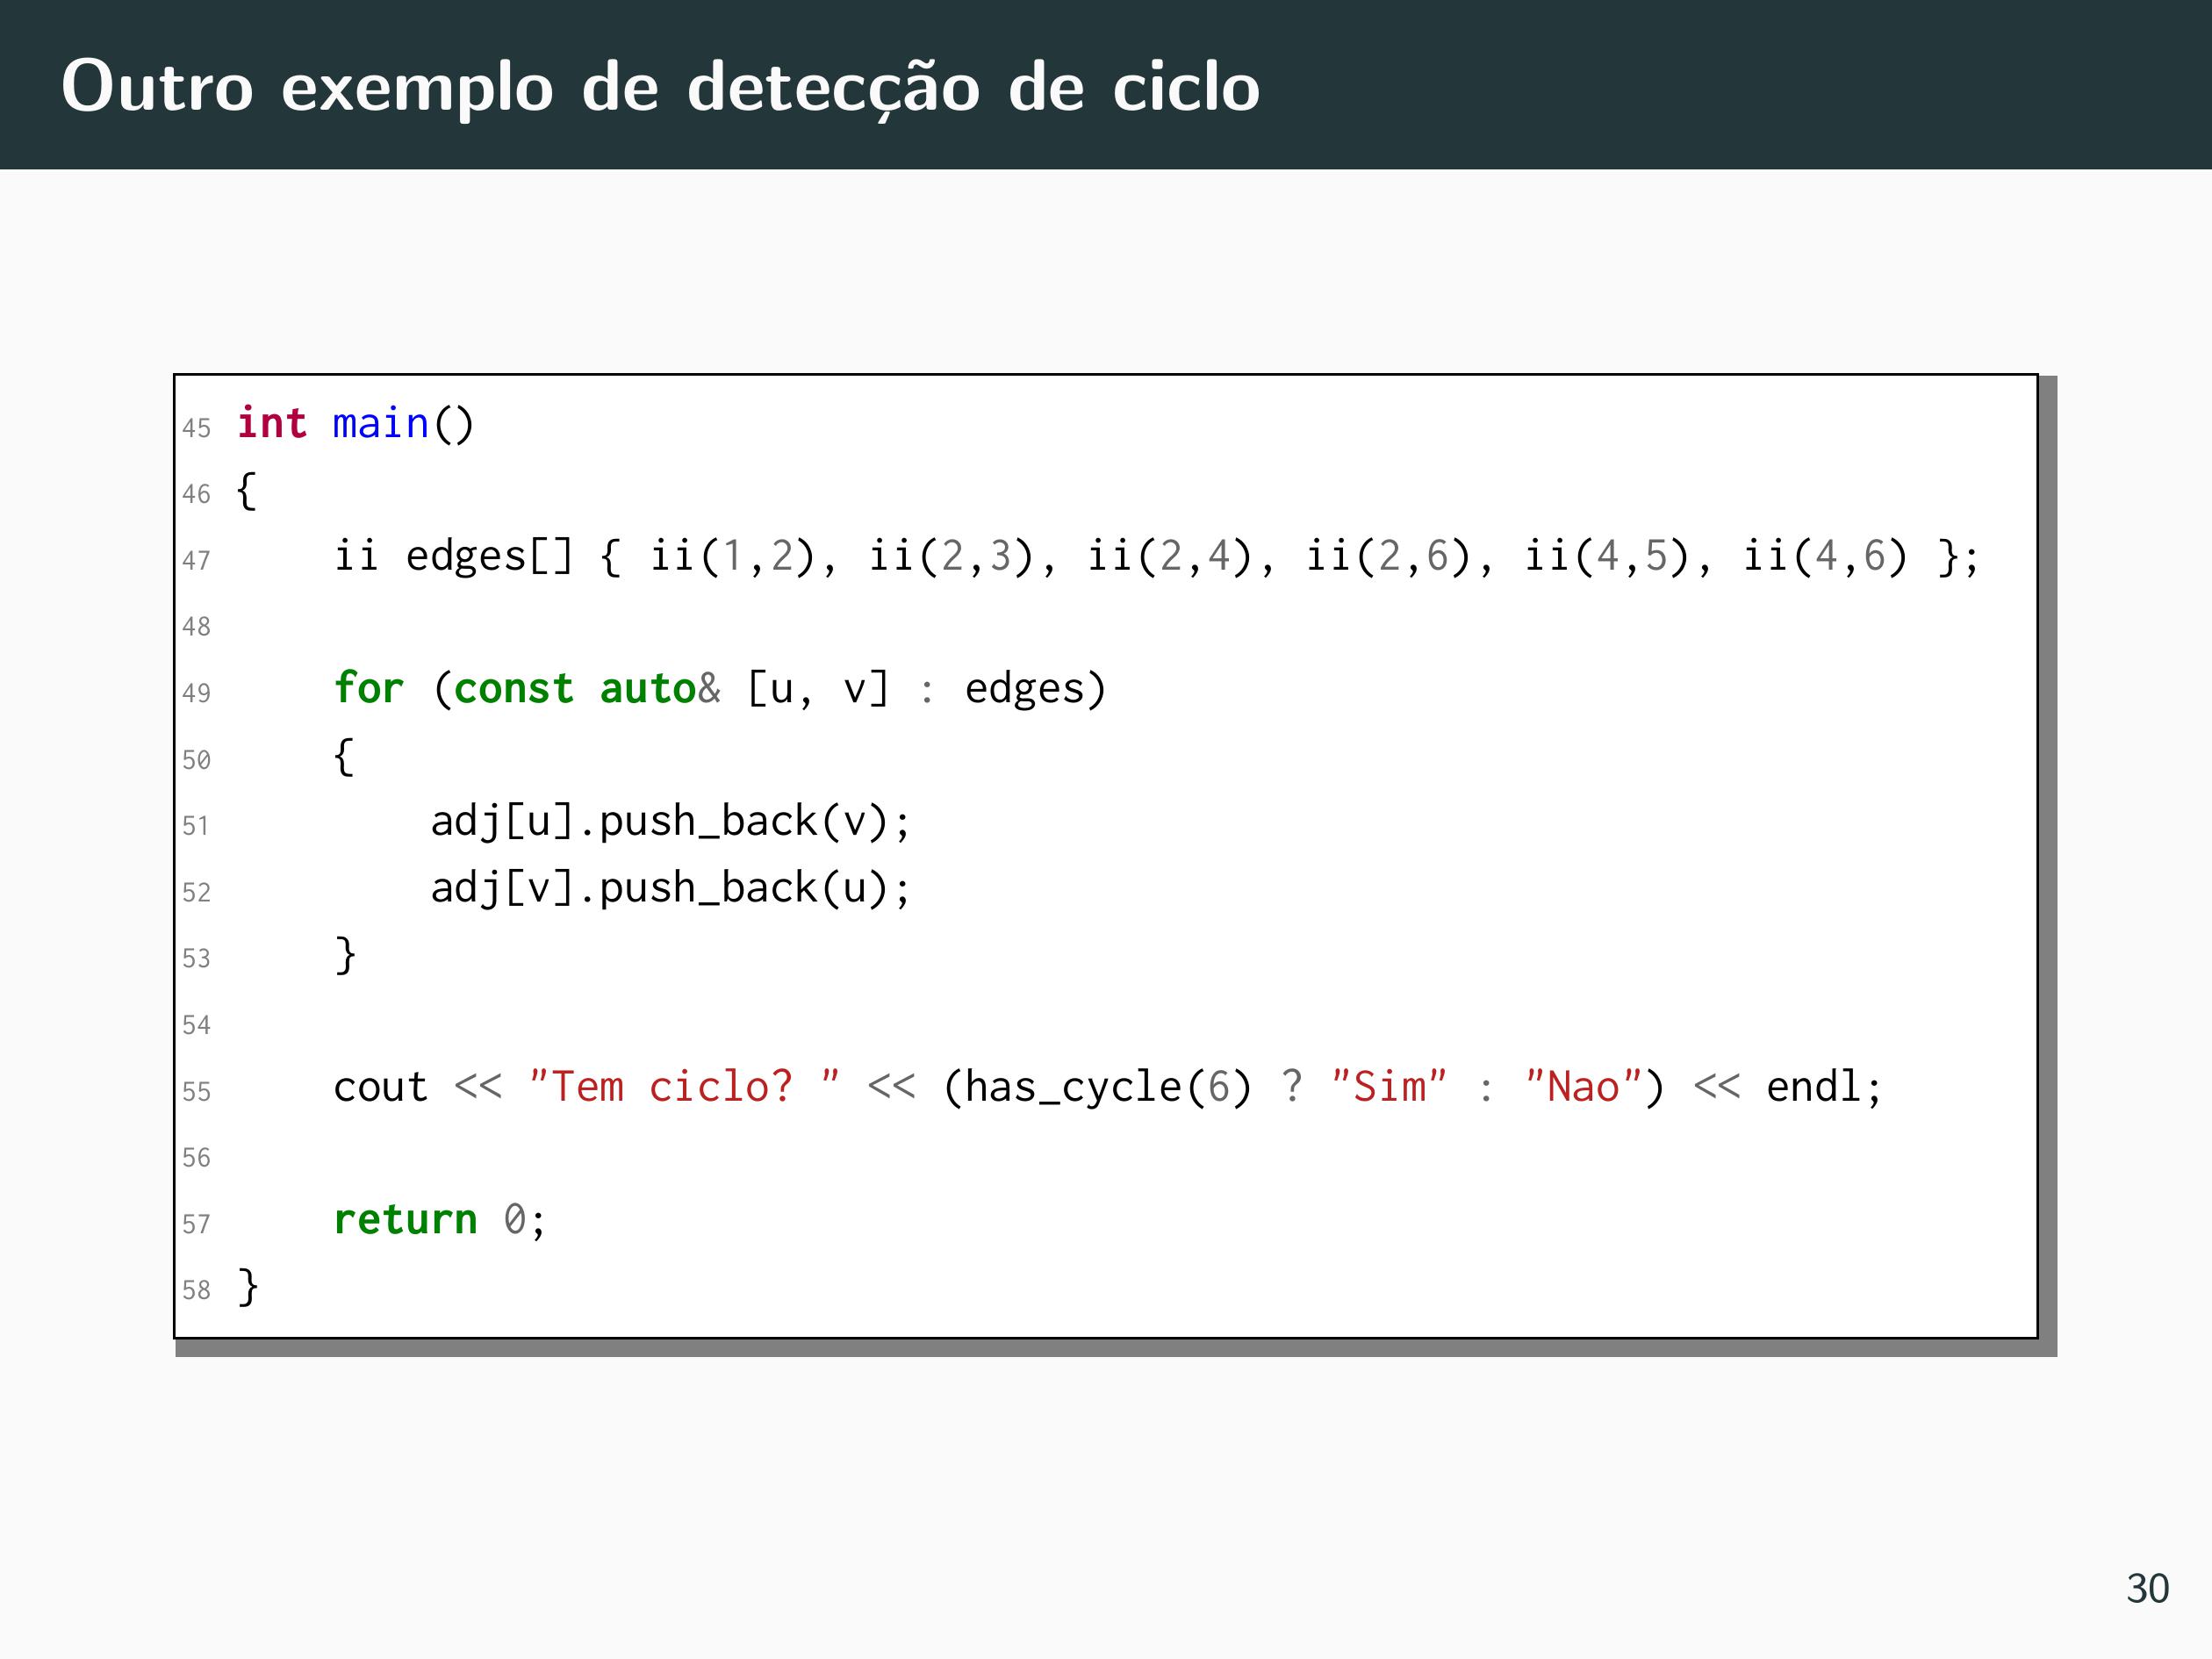 Outro exemplo de detecção de ciclo
45 int main()
46 {
47     ii edges[] { ii(1,2), ii(2,3), ii(2,4), ii(2,6), ii(4,5), ii(4,6) };
48
49     for (const auto& [u, v] : edges)
50     {
51         adj[u].push_back(v);
52         adj[v].push_back(u);
53     }
54
55     cout << "Tem ciclo? " << (has_cycle(6) ? "Sim" : "Nao") << endl;
56
57     return 0;
58 }
30